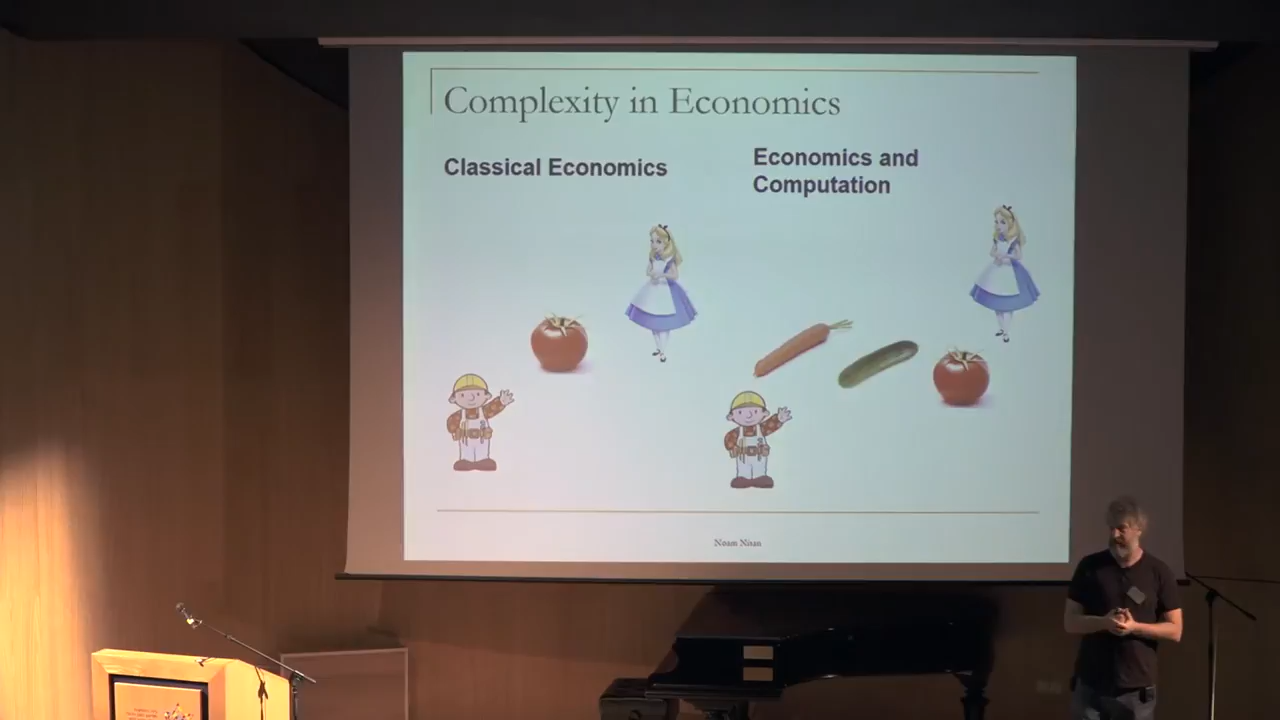 Complexity in Economics
Classical Economics
Economics and
Computation
Noam Nisan